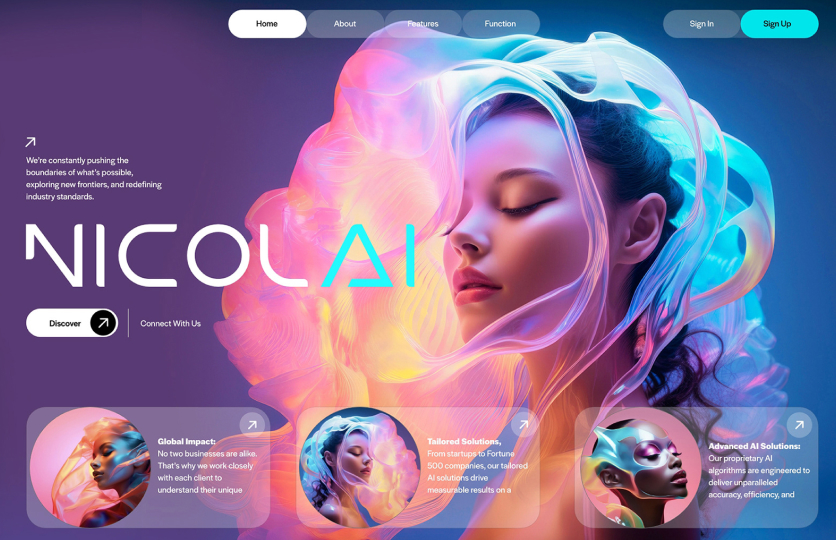 Home
About
Features
Function
Sign In
Sign Up
We're constantly pushing the
boundaries of what's possible,
exploring new frontiers, and redefining
industry standards.
NICOLAI
Discover
Connect With Us
Global Impact:
No two businesses are alike.
That's why we work closely
with each client to
understand their unique
Tailored Solutions,
From startups to Fortune
500 companies, our tailored
AI solutions drive
measurable results on a
Advanced AI Solutions:
Our proprietary AI
algorithms are engineered to
deliver unparalleled
accuracy, efficiency, and